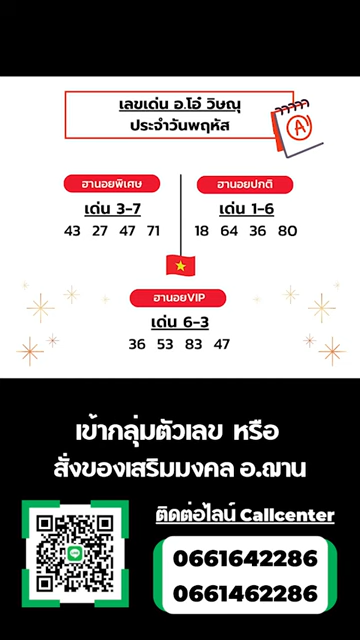 เลขเด่น อ.โอ๋ วิษณุ
ประจำวันพฤหัส
A+
ฮานอยพิเศษ
เด่น 3-7
43 27 47 71
ฮานอยปกติ
เด่น 1-6
18 64 36 80
ฮานอยVIP
เด่น 6-3
36 53 83 47
เข้ากลุ่มตัวเลข หรือ
สั่งของเสริมมงคล อ.ฌาน
ติดต่อไลน์ Callcenter
0661642286
0661462286